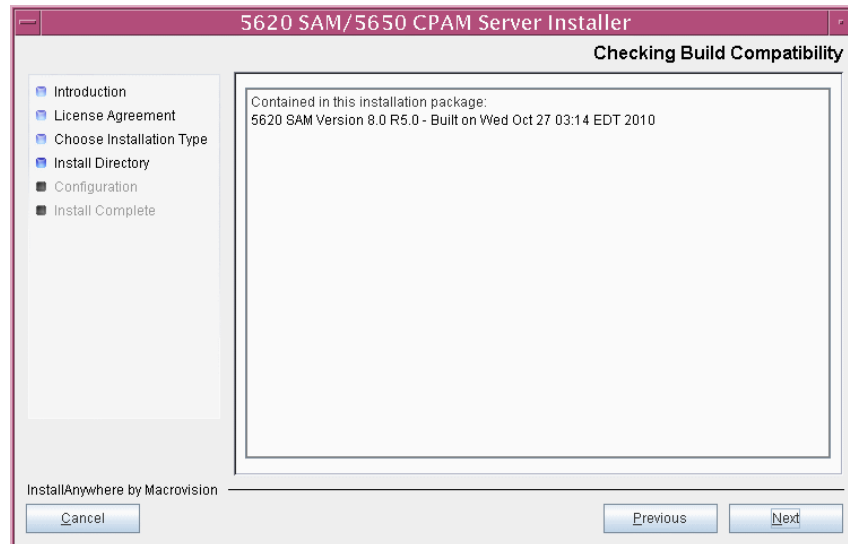 5620 SAM/5650 CPAM Server Installer
Checking Build Compatibility
Introduction
License Agreement
Choose Installation Type
Install Directory
Configuration
Install Complete
Contained in this installation package:
5620 SAM Version 8.0 R5.0 - Built on Wed Oct 27 03:14 EDT 2010
InstallAnywhere by Macrovision
Cancel
Previous
Next